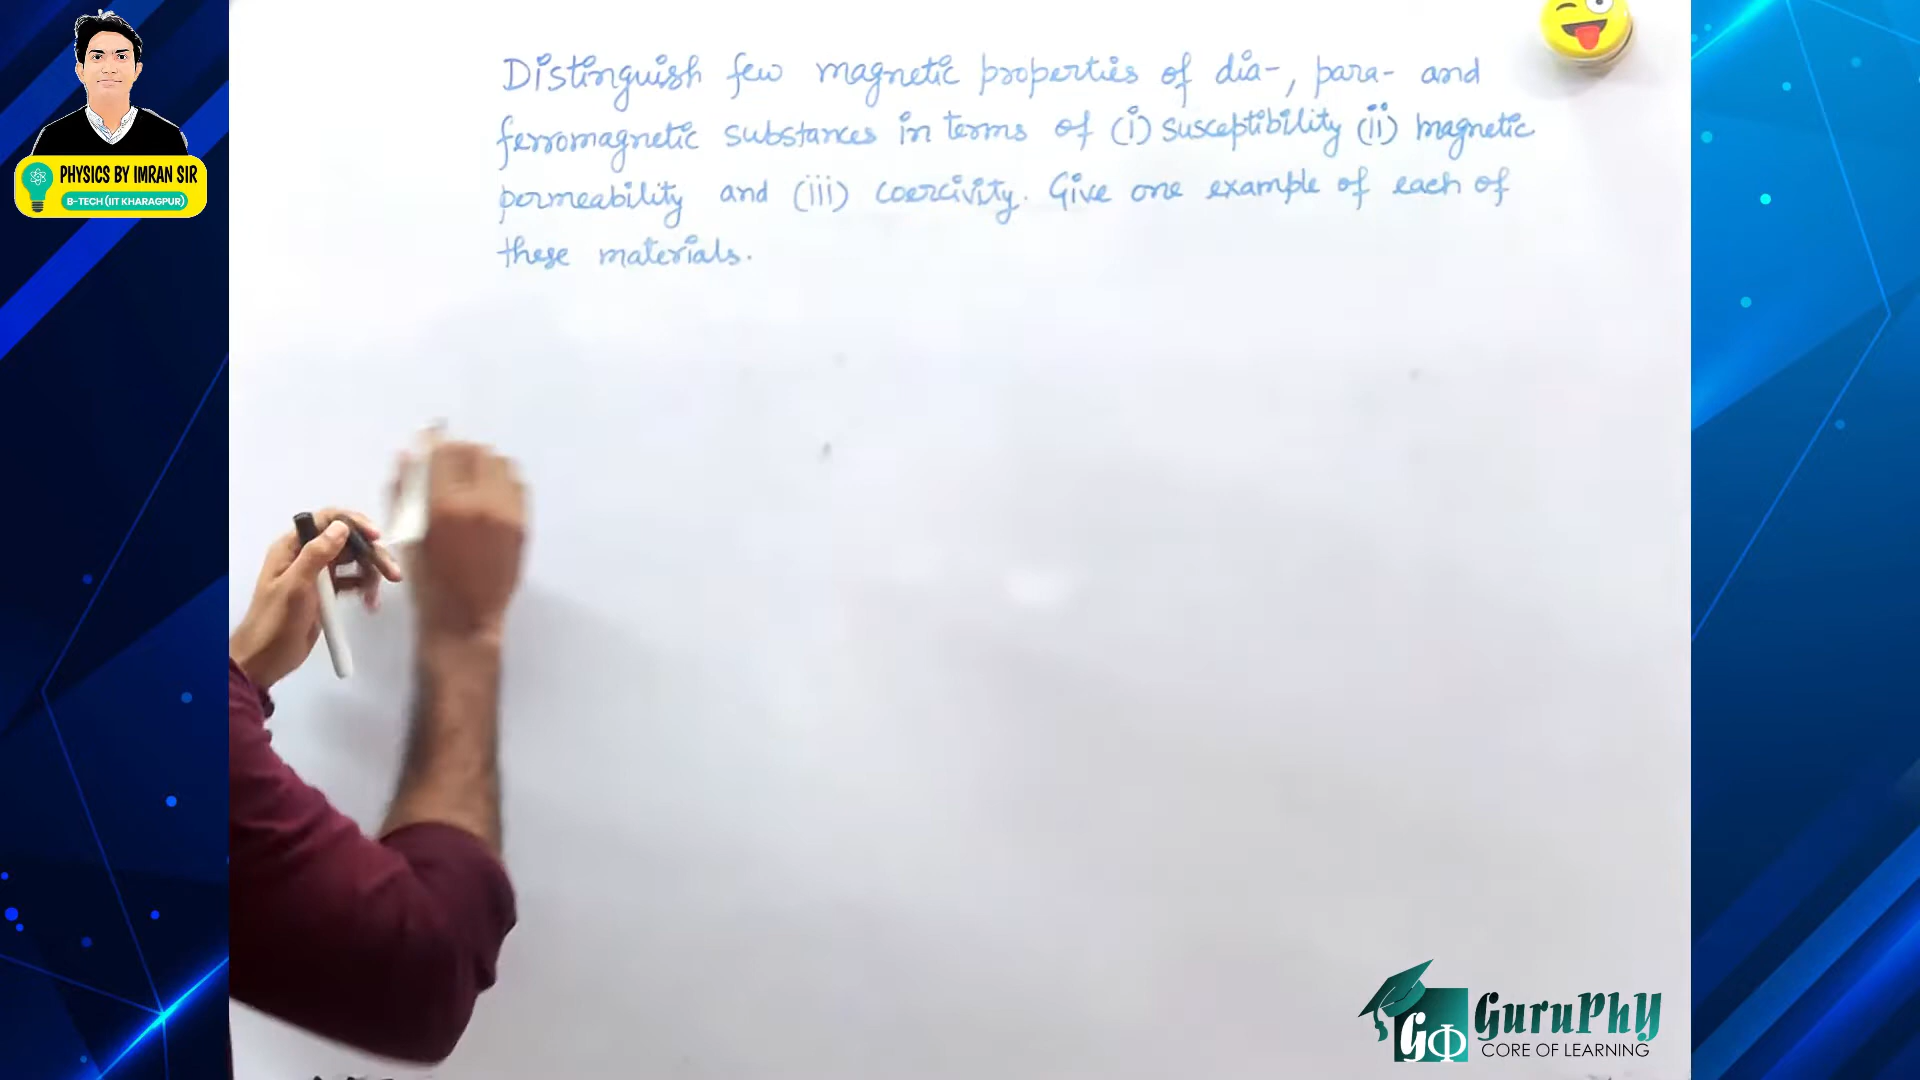 Distinguish few magnetic properties of dia-, para- and
ferromagnetic substances in terms of (i) susceptibility (ii) magnetic
permeability and (iii) coercivity. Give one example of each of
these materials.
PHYSICS BY IMRAN SIR
B-TECH (IIT KHARAGPUR)
GΦ GuruPhy
CORE OF LEARNING